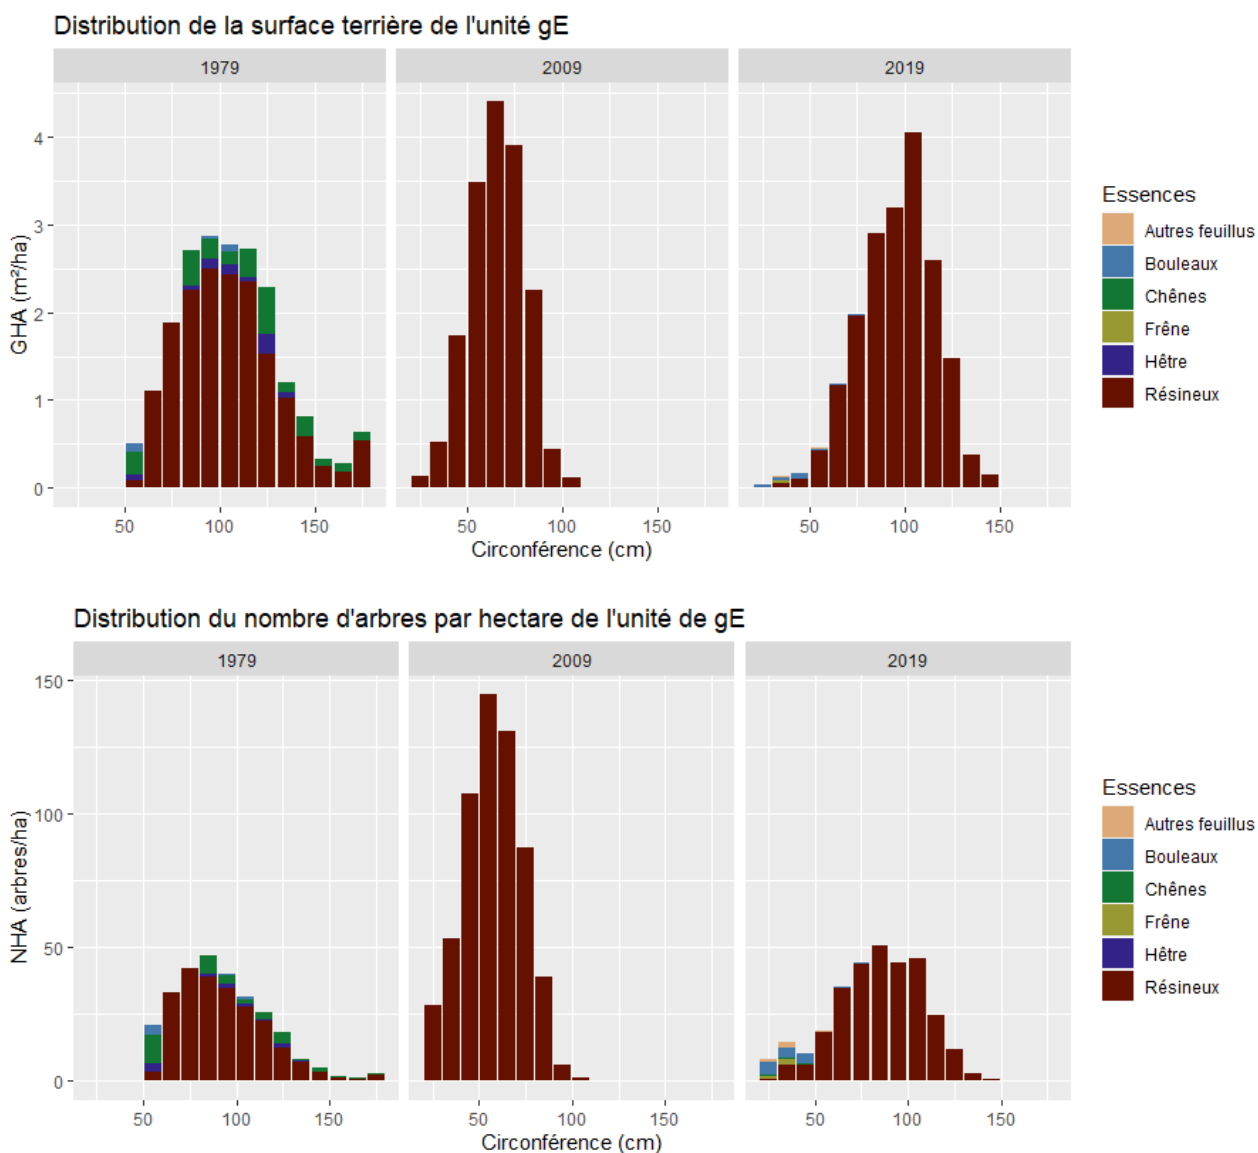 Distribution de la surface terrière de l'unité gE
1979
2009
2019
GHA (m²/ha)
4
3
2
1
0
50
100
150
50
100
150
50
100
150
Circonférence (cm)
Essences
Autres feuillus
Bouleaux
Chênes
Frêne
Hêtre
Résineux
Distribution du nombre d'arbres par hectare de l'unité de gE
1979
2009
2019
NHA (arbres/ha)
150
100
50
0
50
100
150
50
100
150
50
100
150
Circonférence (cm)
Essences
Autres feuillus
Bouleaux
Chênes
Frêne
Hêtre
Résineux